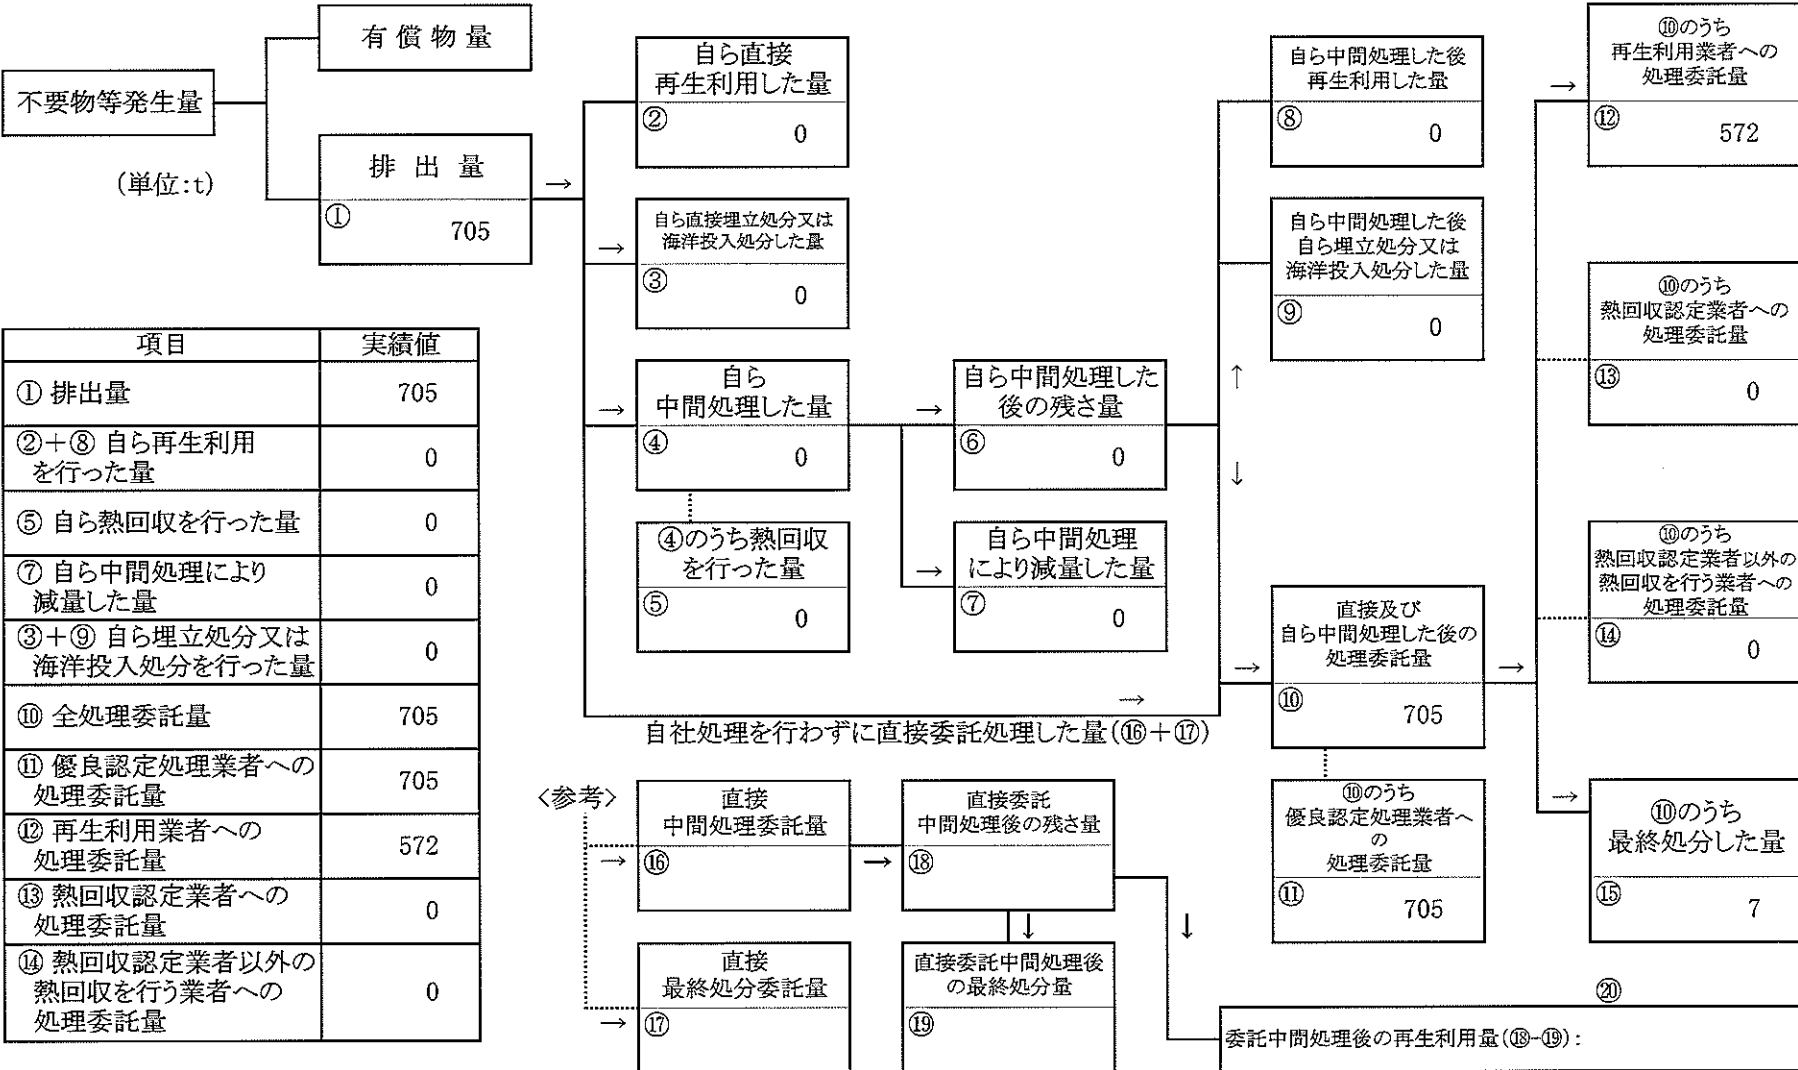 不要物等発生量
(単位:t)
有償物量
排出量
① 705
→
自ら直接
再生利用した量
② 0
→
自ら直接埋立処分又は
海洋投入処分した量
③ 0
→
自ら
中間処理した量
④ 0
④のうち熱回収
を行った量
⑤ 0
→
自ら中間処理した
後の残さ量
⑥ 0
→
自ら中間処理
により減量した量
⑦ 0
→
自社処理を行わずに直接委託処理した量(⑯+⑰)
↑
↓
自ら中間処理した後
再生利用した量
⑧ 0
自ら中間処理した後
自ら埋立処分又は
海洋投入処分した量
⑨ 0
→
直接及び
自ら中間処理した後の
処理委託量
⑩ 705
⑩のうち
優良認定処理業者へ
の
処理委託量
⑪ 705
→
→
⑩のうち
再生利用業者への
処理委託量
⑫ 572
⑩のうち
熱回収認定業者への
処理委託量
⑬ 0
⑩のうち
熱回収認定業者以外の
熱回収を行う業者への
処理委託量
⑭ 0
→
⑩のうち
最終処分した量
⑮ 7
項目 実績値
① 排出量 705
②+⑧ 自ら再生利用
を行った量 0
⑤ 自ら熱回収を行った量 0
⑦ 自ら中間処理により
減量した量 0
③+⑨ 自ら埋立処分又は
海洋投入処分を行った量 0
⑩ 全処理委託量 705
⑪ 優良認定処理業者への
処理委託量 705
⑫ 再生利用業者への
処理委託量 572
⑬ 熱回収認定業者への
処理委託量 0
⑭ 熱回収認定業者以外の
熱回収を行う業者への
処理委託量 0
<参考>
→
直接
中間処理委託量
⑯
→
直接委託
中間処理後の残さ量
⑱
→
直接
最終処分委託量
⑰
↓
直接委託中間処理後
の最終処分量
⑲
↓
⑳
委託中間処理後の再生利用量(⑱-⑲):